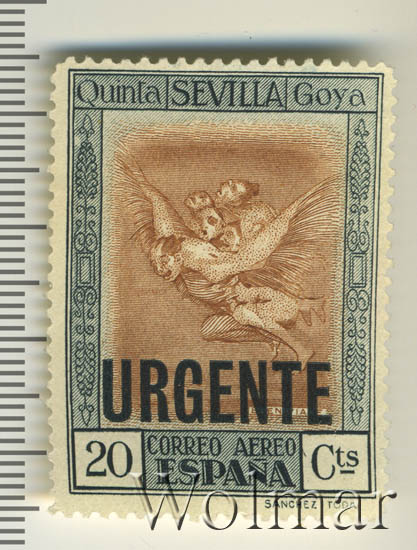 Quinta SEVILLA Goya
URGENTE
20 CORREO AEREO Cts
ESPAÑA
SANCHEZ TODA
Wolmar